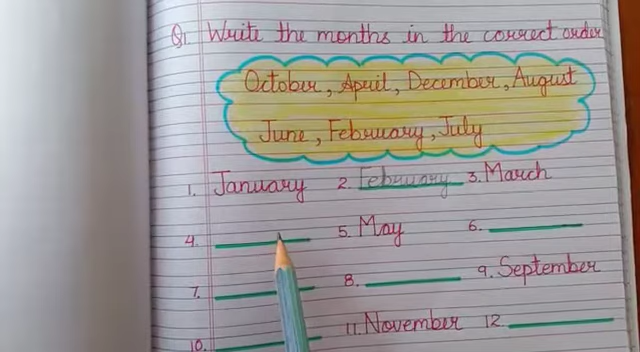 Q1. Write the months in the correct order
October, April, December, August
June, February, July
1. January 2. February 3. March
4. 5. May 6.
7. 8. 9. September
10. 11. November 12.